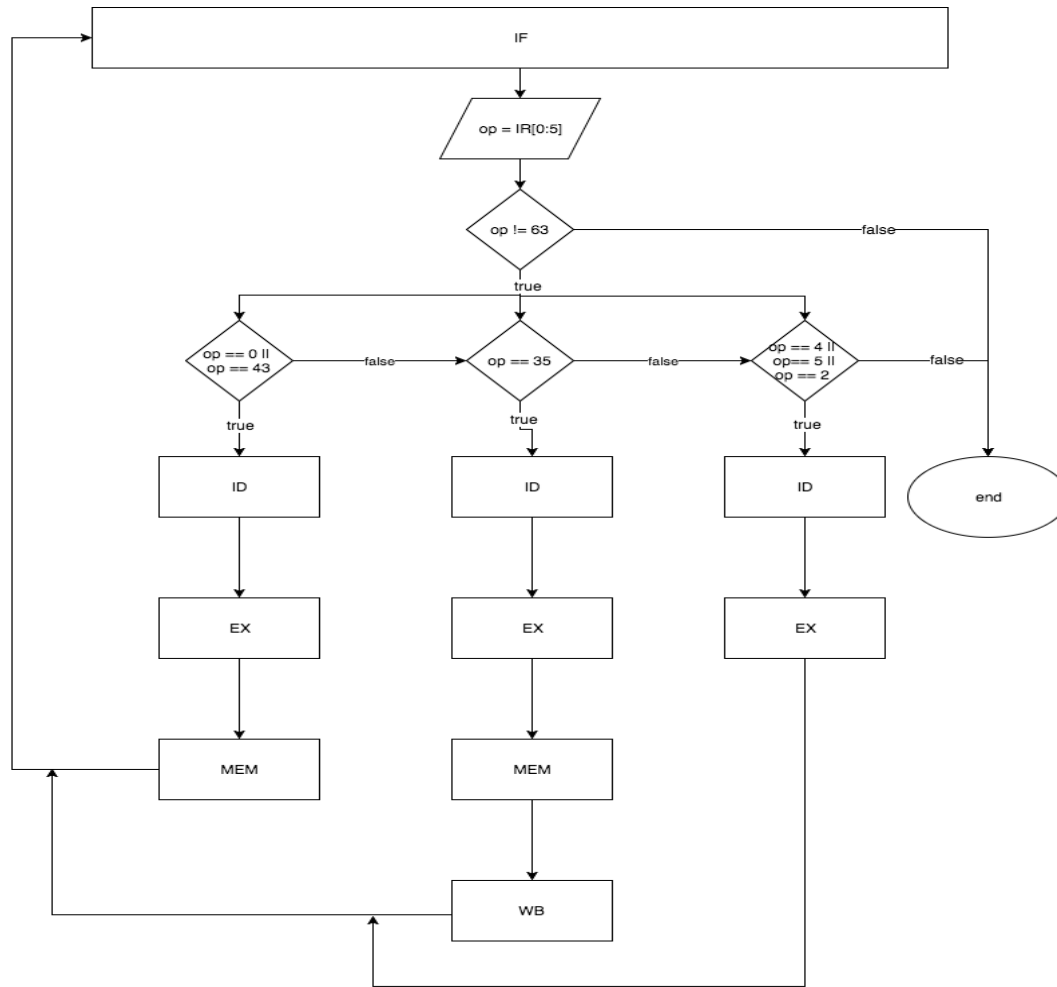 IF
op = IR[0:5]
op != 63
false
true
op == 0 ||
op == 43
false
op == 35
false
op == 4 ||
op== 5 ||
op == 2
false
true
true
true
ID
ID
ID
end
EX
EX
EX
MEM
MEM
WB